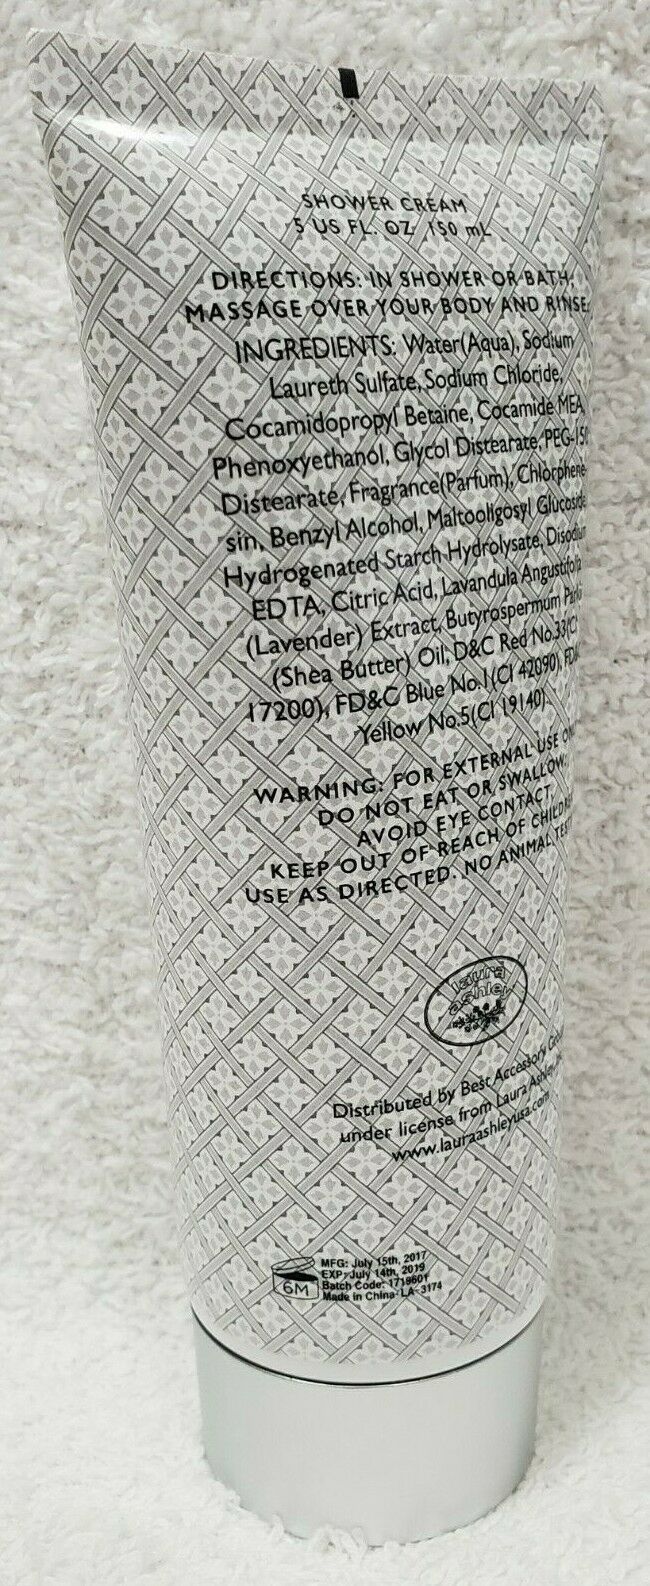 SHOWER CREAM
5 US FL. OZ 150 mL
DIRECTIONS: IN SHOWER OR BATH,
MASSAGE OVER YOUR BODY AND RINSE.
INGREDIENTS: Water(Aqua), Sodium
Laureth Sulfate, Sodium Chloride,
Cocamidopropyl Betaine, Cocamide MEA,
Phenoxyethanol, Glycol Distearate, PEG-150
Distearate, Fragrance(Parfum), Chlorphene-
sin, Benzyl Alcohol, Maltooligosyl Glucoside
Hydrogenated Starch Hydrolysate, Disodium
EDTA, Citric Acid, Lavandula Angustifolia
(Lavender) Extract, Butyrospermum Parkii
(Shea Butter) Oil, D&C Red No.33(CI
17200), FD&C Blue No.1(CI 42090), FD&C
Yellow No.5(CI 19140).
WARNING: FOR EXTERNAL USE ONLY
DO NOT EAT OR SWALLOW.
AVOID EYE CONTACT.
KEEP OUT OF REACH OF CHILDR
USE AS DIRECTED. NO ANIMAL TEST
laura
ashley
Distributed by Best Accessory Group
under license from Laura Ashley, Inc
www.lauraashleyusa.com
6M
MFG: July 15th, 2017
EXP: July 14th, 2019
Batch Code: 1719601
Made in China LA-3174